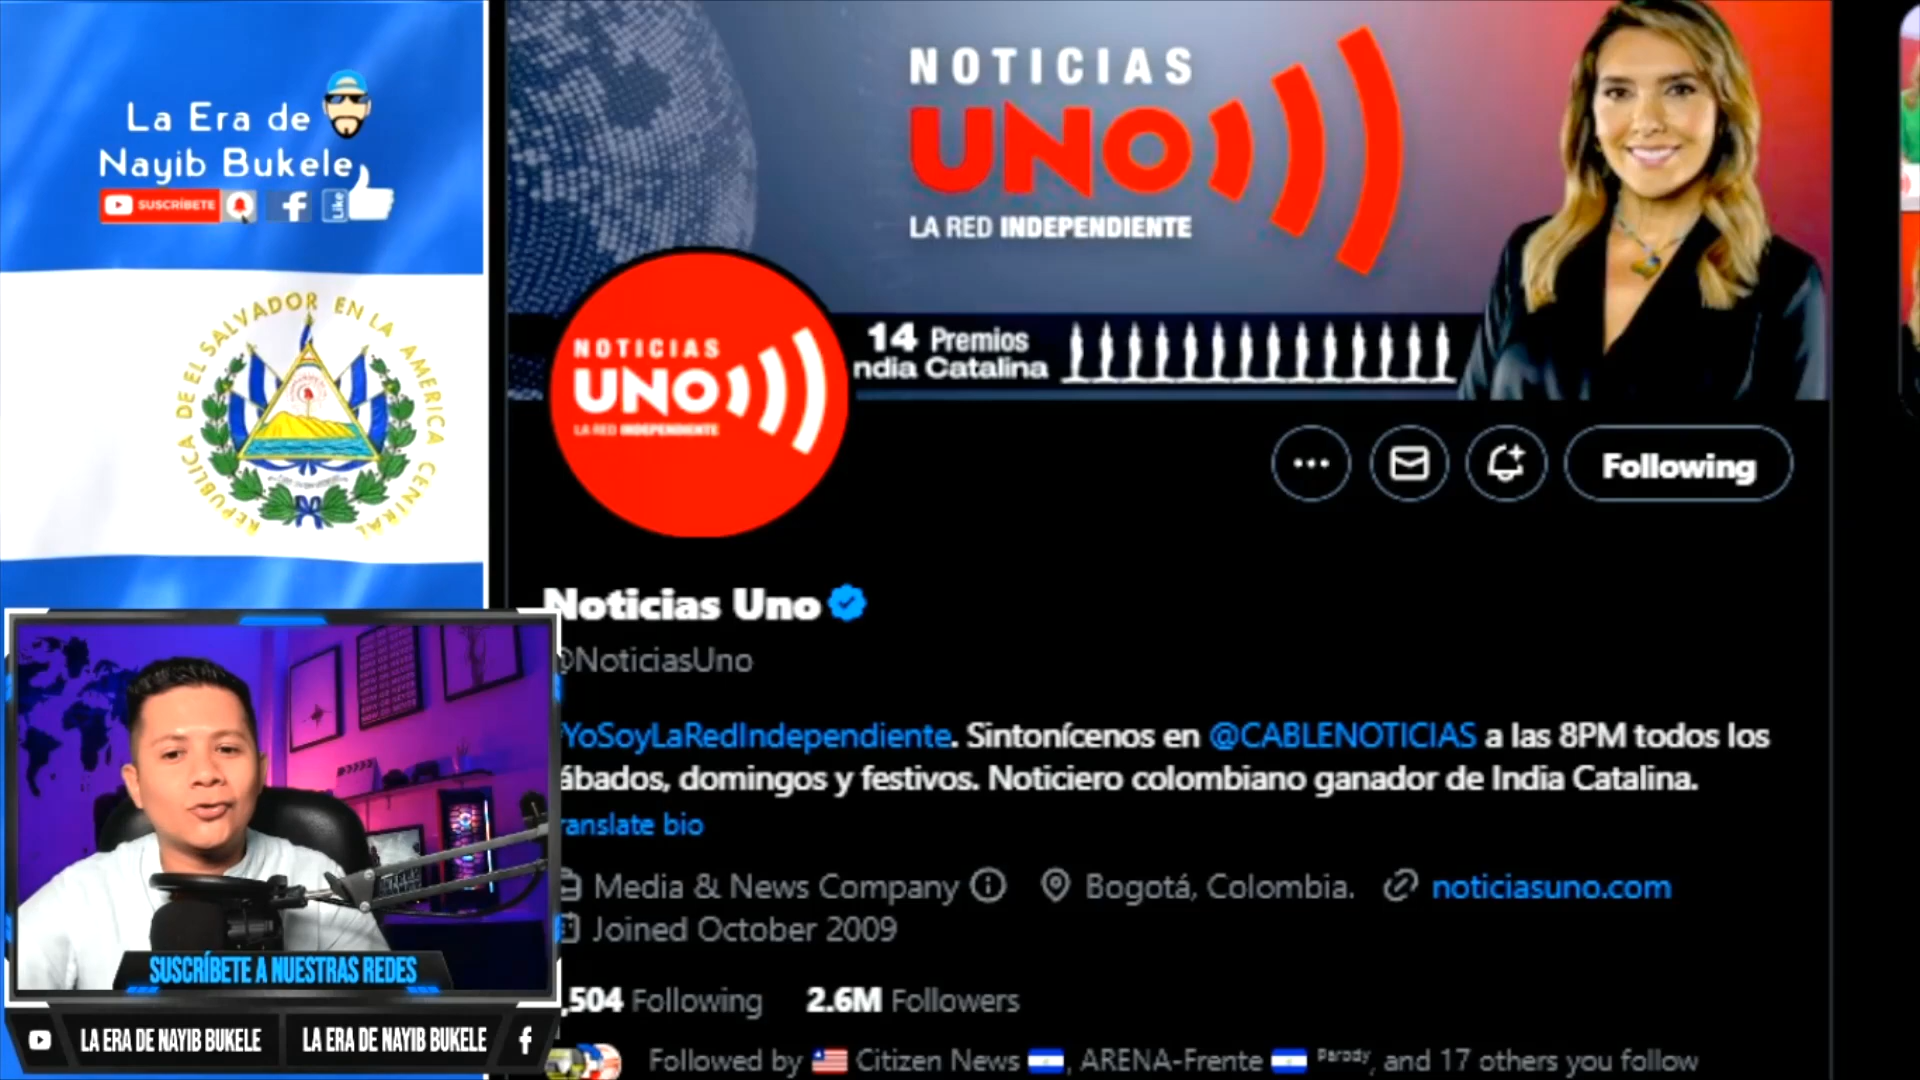 La Era de
Nayib Bukele
SUSCRÍBETE
Like
REPUBLICA DE EL SALVADOR EN LA AMERICA CENTRAL
NOTICIAS
UNO
LA RED INDEPENDIENTE
14 Premios
ndia Catalina
NOTICIAS
UNO
LA RED INDEPENDIENTE
Following
Noticias Uno
@NoticiasUno
YoSoyLaRedIndependiente. Sintonícenos en @CABLENOTICIAS a las 8PM todos los
ábados, domingos y festivos. Noticiero colombiano ganador de India Catalina.
ranslate bio
Media & News Company
Bogotá, Colombia.
noticiasuno.com
Joined October 2009
,504 Following
2.6M Followers
Followed by Citizen News , ARENA-Frente Parody, and 17 others you follow
SUSCRÍBETE A NUESTRAS REDES
LA ERA DE NAYIB BUKELE
LA ERA DE NAYIB BUKELE